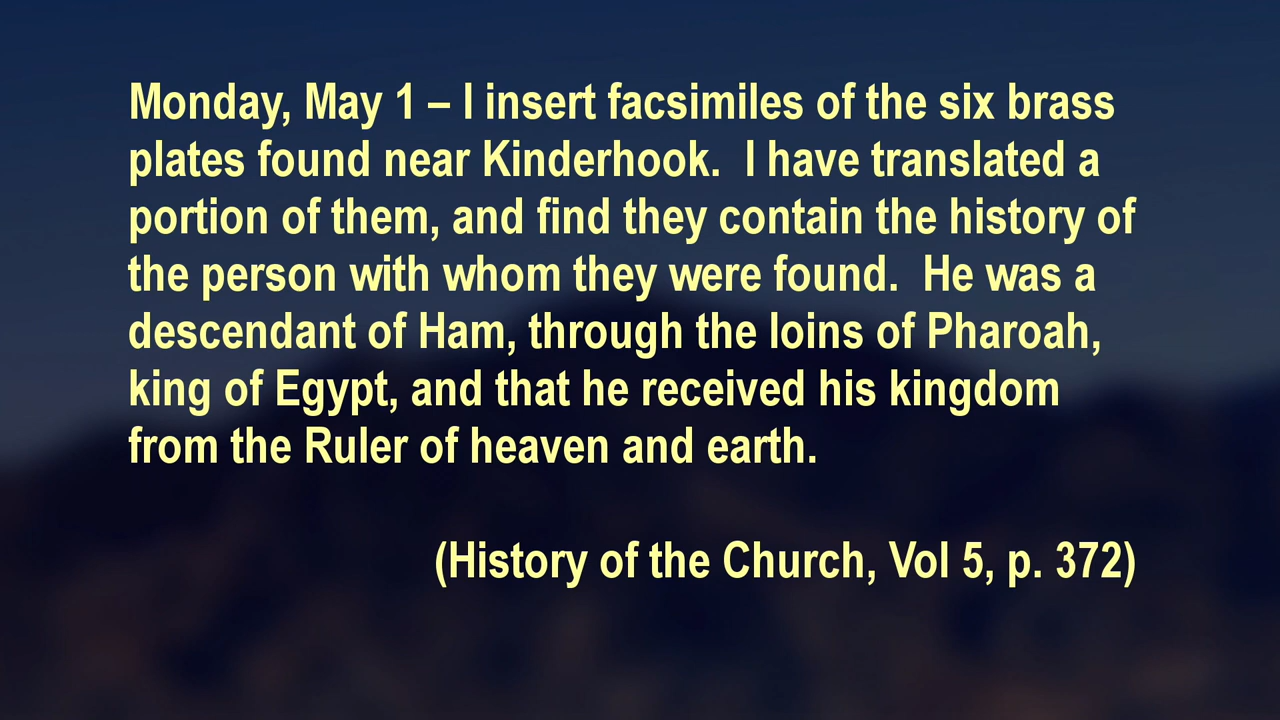 Monday, May 1 – I insert facsimiles of the six brass
plates found near Kinderhook.  I have translated a
portion of them, and find they contain the history of
the person with whom they were found.  He was a
descendant of Ham, through the loins of Pharoah,
king of Egypt, and that he received his kingdom
from the Ruler of heaven and earth.
(History of the Church, Vol 5, p. 372)